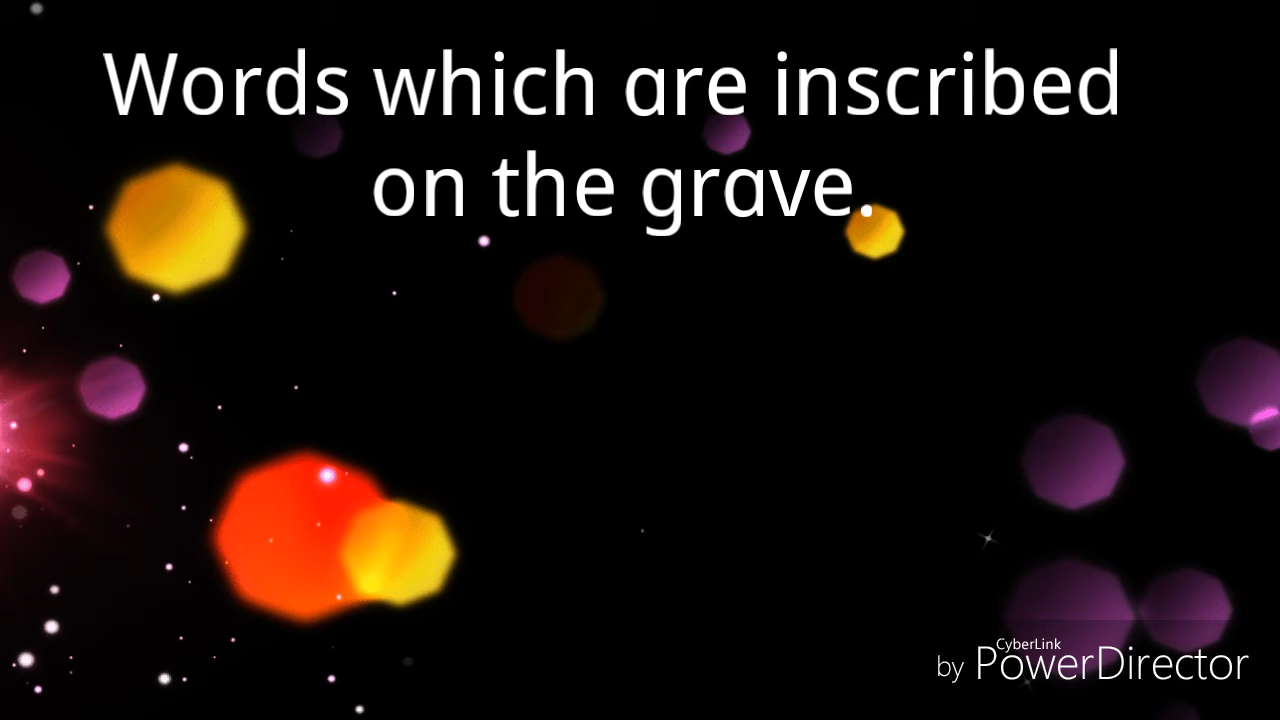 Words which are inscribed
on the grave.
CyberLink
by PowerDirector